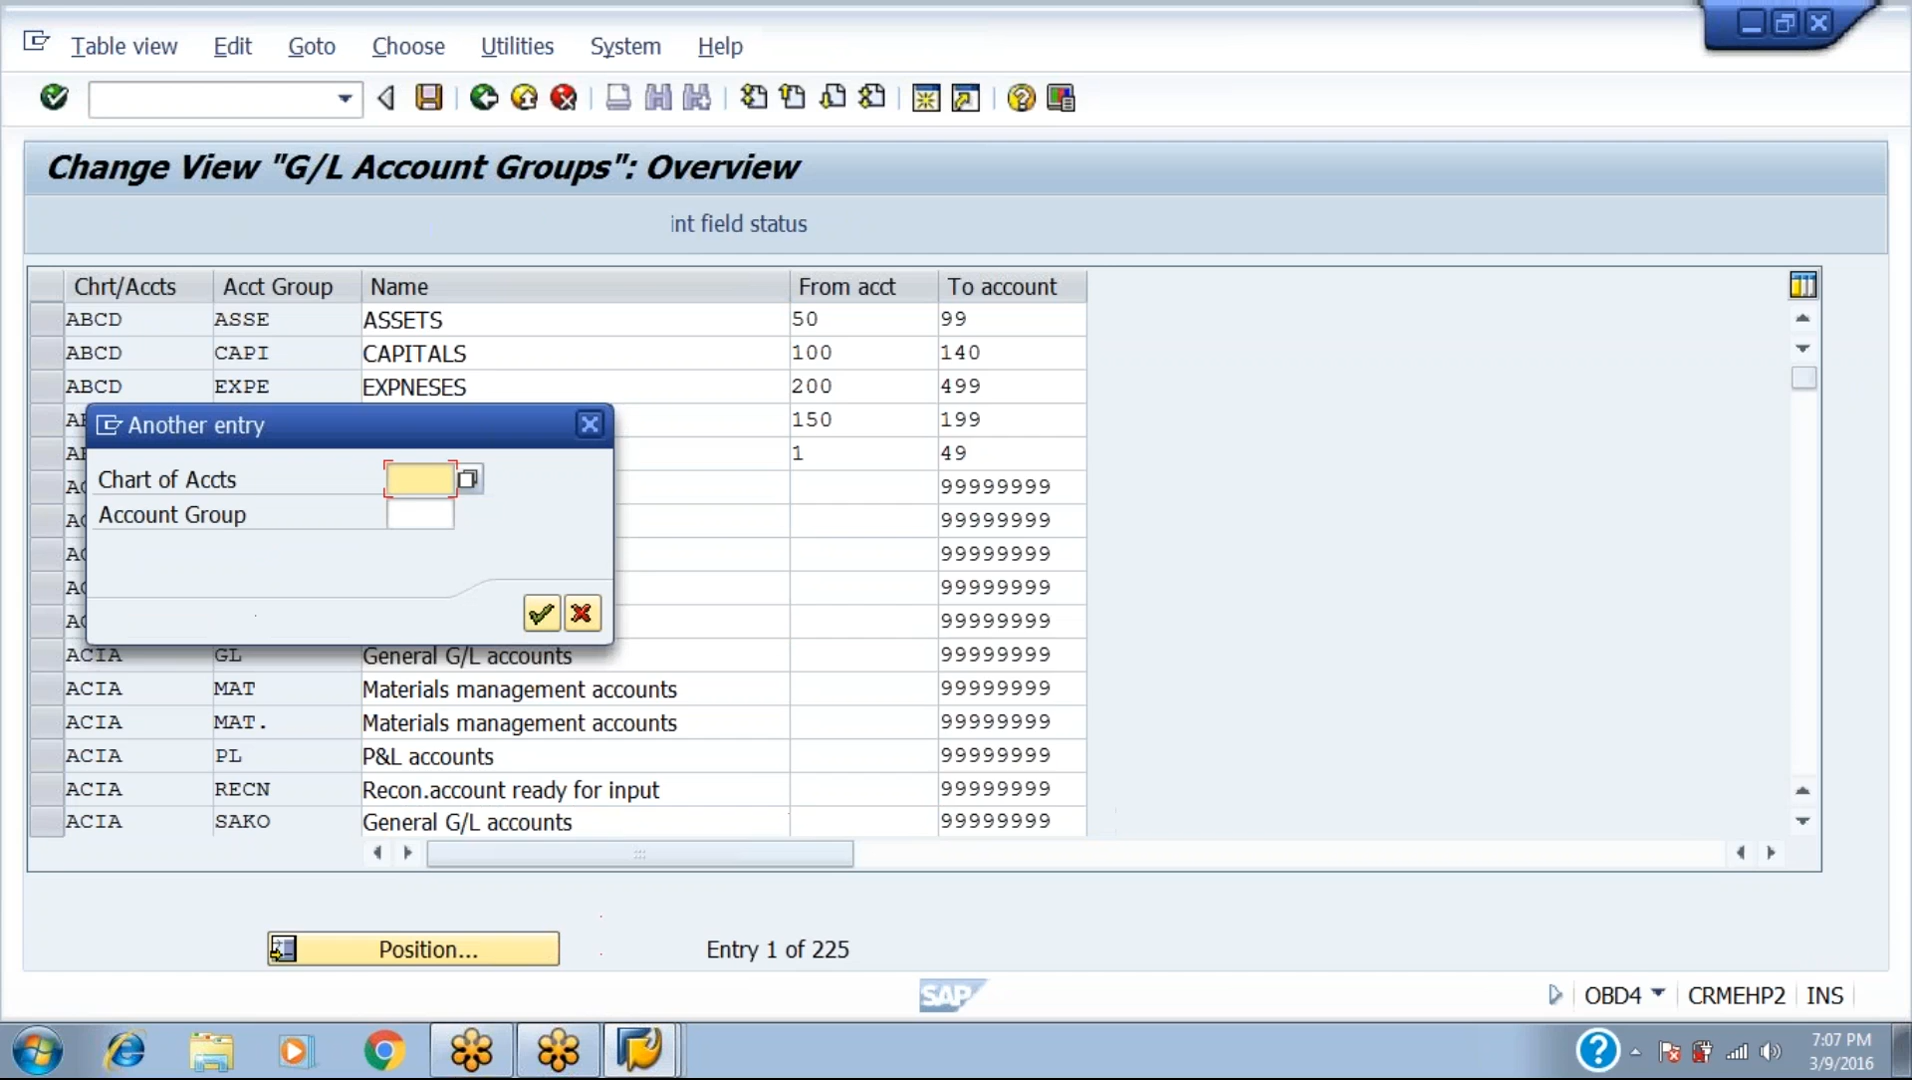 Table view Edit Goto Choose Utilities System Help
Change View "G/L Account Groups": Overview
int field status
Chrt/Accts Acct Group Name From acct To account
ABCD ASSE ASSETS 50 99
ABCD CAPI CAPITALS 100 140
ABCD EXPE EXPNESES 200 499
150 199
1 49
99999999
99999999
99999999
99999999
99999999
Another entry
Chart of Accts
Account Group
ACIA GL General G/L accounts 99999999
ACIA MAT Materials management accounts 99999999
ACIA MAT. Materials management accounts 99999999
ACIA PL P&L accounts 99999999
ACIA RECN Recon.account ready for input 99999999
ACIA SAKO General G/L accounts 99999999
Position... Entry 1 of 225
SAP
OBD4 CRMEHP2 INS
7:07 PM
3/9/2016